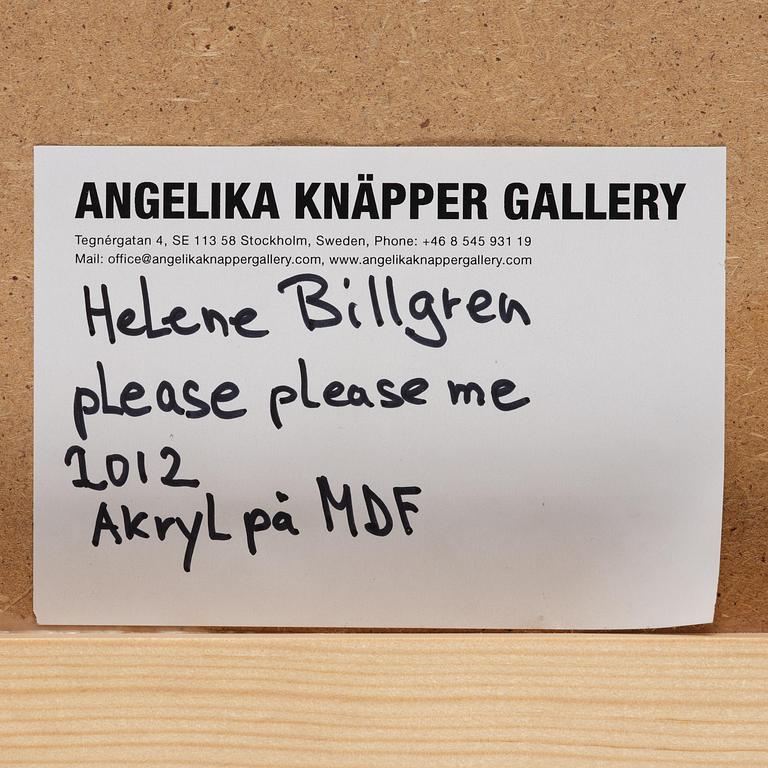 ANGELIKA KNÄPPER GALLERY
Tegnérgatan 4, SE 113 58 Stockholm, Sweden, Phone: +46 8 545 931 19
Mail: office@angelikaknappergallery.com, www.angelikaknappergallery.com
Helene Billgren
please please me
2012
Akryl på MDF